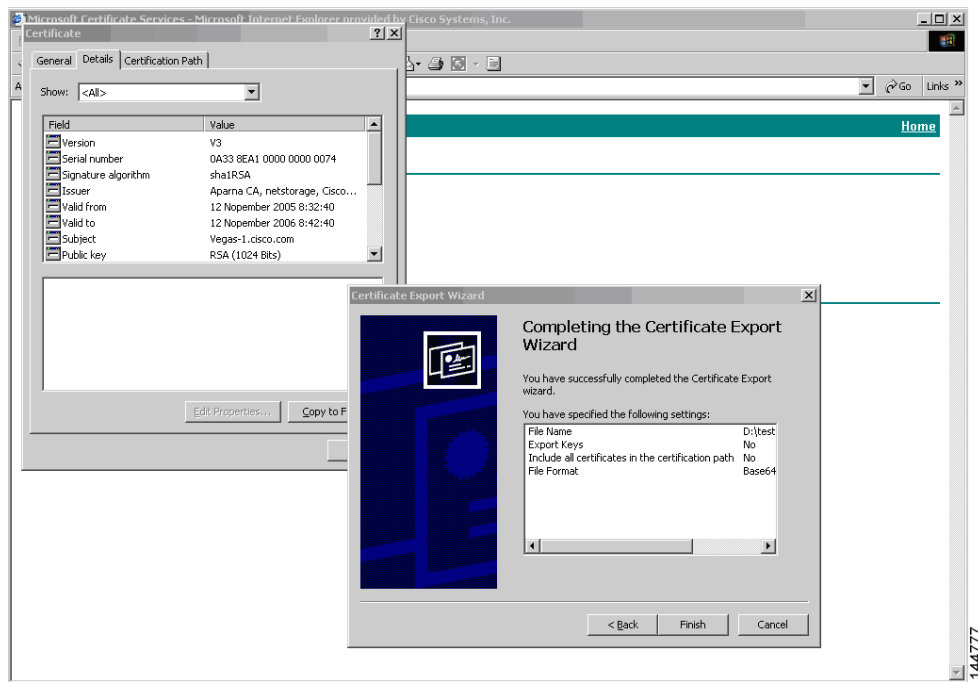 Microsoft Certificate Services - Microsoft Internet Explorer provided by Cisco Systems, Inc.
Certificate
General Details Certification Path
Show: <All>
Go Links »
Field Value
Version V3
Serial number 0A33 8EA1 0000 0000 0074
Signature algorithm sha1RSA
Issuer Aparna CA, netstorage, Cisco...
Valid from 12 Nopember 2005 8:32:40
Valid to 12 Nopember 2006 8:42:40
Subject Vegas-1.cisco.com
Public key RSA (1024 Bits)
Home
Edit Properties... Copy to F
Certificate Export Wizard
Completing the Certificate Export
Wizard
You have successfully completed the Certificate Export
wizard.
You have specified the following settings:
File Name D:\test
Export Keys No
Include all certificates in the certification path No
File Format Base64
< Back Finish Cancel
144777